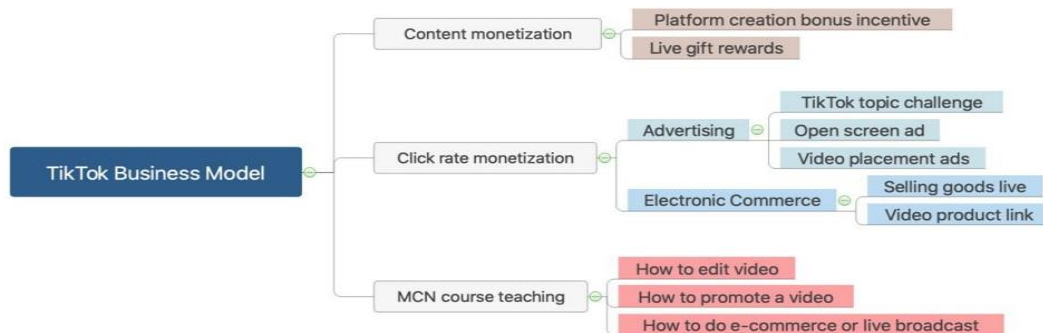 TikTok Business Model
Content monetization
Platform creation bonus incentive
Live gift rewards
Click rate monetization
Advertising
TikTok topic challenge
Open screen ad
Video placement ads
Electronic Commerce
Selling goods live
Video product link
MCN course teaching
How to edit video
How to promote a video
How to do e-commerce or live broadcast